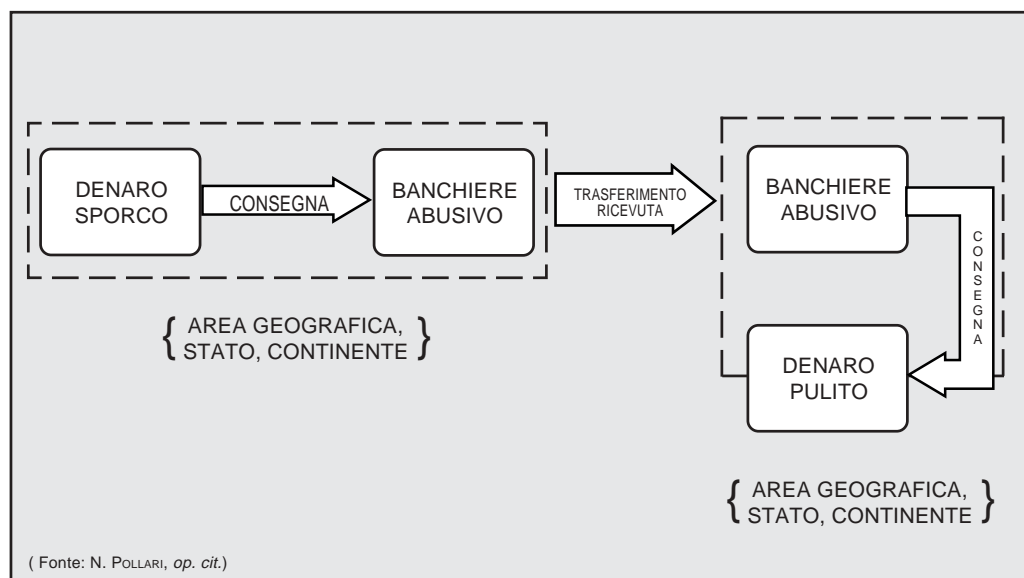 DENARO
SPORCO
CONSEGNA
BANCHIERE
ABUSIVO
TRASFERIMENTO
RICEVUTA
BANCHIERE
ABUSIVO
CONSEGNA
DENARO
PULITO
{ AREA GEOGRAFICA,
STATO, CONTINENTE }
{ AREA GEOGRAFICA,
STATO, CONTINENTE }
( Fonte: N. POLLARI, op. cit.)